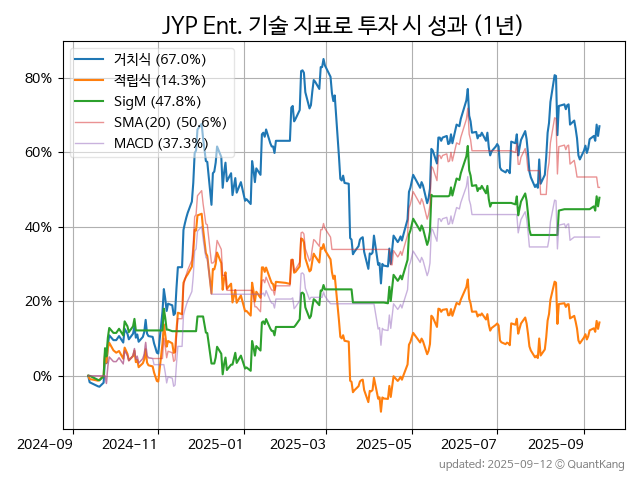 JYP Ent. 기술 지표로 투자 시 성과 (1년)
거치식 (67.0%)
적립식 (14.3%)
SigM (47.8%)
SMA(20) (50.6%)
MACD (37.3%)
80%
60%
40%
20%
0%
2024-09 2024-11 2025-01 2025-03 2025-05 2025-07 2025-09
updated: 2025-09-12 © QuantKang